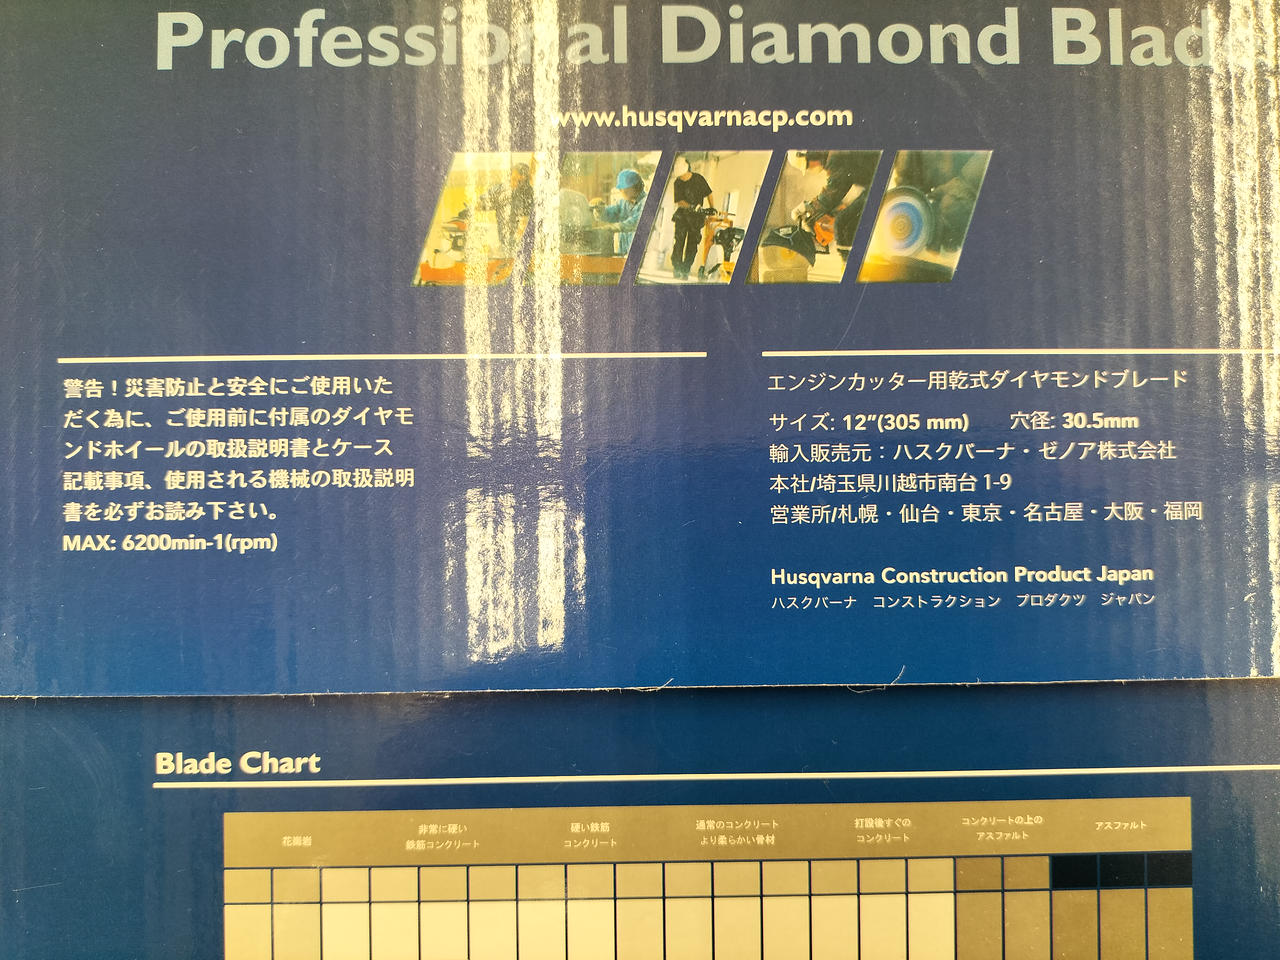 Professional Diamond Blade
www.husqvarnacp.com
警告！災害防止と安全にご使用いた
だく為に、ご使用前に付属のダイヤモ
ンドホイールの取扱説明書とケース
記載事項、使用される機械の取扱説明
書を必ずお読み下さい。
MAX: 6200min-1(rpm)
エンジンカッター用乾式ダイヤモンドブレード
サイズ: 12”(305 mm) 穴径: 30.5mm
輸入販売元：ハスクバーナ・ゼノア株式会社
本社/埼玉県川越市南台 1-9
営業所/札幌・仙台・東京・名古屋・大阪・福岡
Husqvarna Construction Product Japan
ハスクバーナ コンストラクション プロダクツ ジャパン
Blade Chart
花崗岩
非常に硬い
鉄筋コンクリート
硬い鉄筋
コンクリート
通常のコンクリート
より柔らかい骨材
打設後すぐの
コンクリート
コンクリートの上の
アスファルト
アスファルト